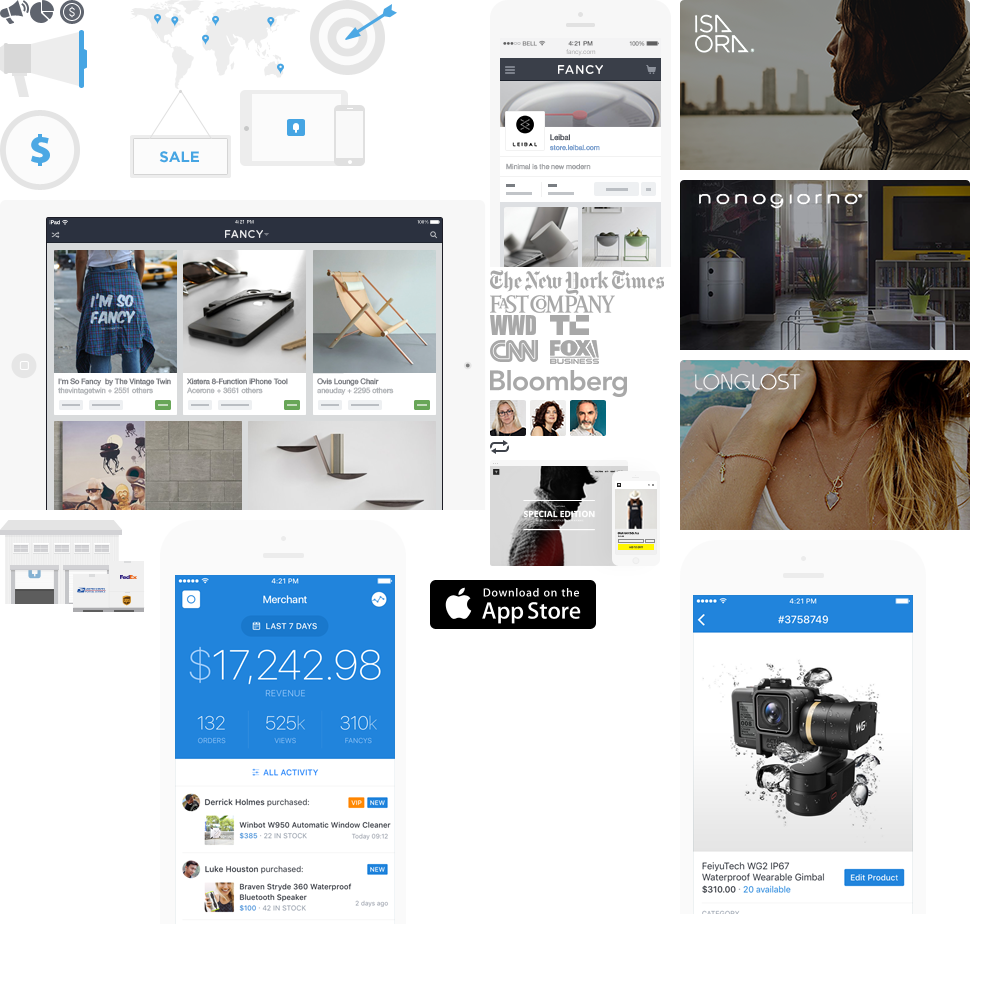 $
$
SALE
iPad
4:21 PM
100%
FANCY
I'M SO
FANCY
I'm So Fancy by The Vintage Twin
thevintagetwin + 2551 others
Xistera 8-Function iPhone Tool
Acerone + 3661 others
Ovis Lounge Chair
aneuday + 2295 others
BELL
4:21 PM
100%
fancy.com
FANCY
LEIBAL
Leibal
store.leibal.com
Minimal is the new modern
The New York Times
FAST COMPANY
WWD
TC
CNN
FOX
BUSINESS
Bloomberg
SPECIAL EDITION
ISA
ORA.
nonogiorno
LONGLOST
FedEx
4:21 PM
Merchant
LAST 7 DAYS
$17,242.98
REVENUE
132
ORDERS
525k
VIEWS
310k
FANCYS
ALL ACTIVITY
Derrick Holmes purchased:
VIP
NEW
Winbot W950 Automatic Window Cleaner
$385 · 22 IN STOCK
Today 09:12
Luke Houston purchased:
NEW
Braven Stryde 360 Waterproof
Bluetooth Speaker
$100 · 42 IN STOCK
2 days ago
Download on the
App Store
4:21 PM
#3758749
WG
FeiyuTech WG2 IP67
Waterproof Wearable Gimbal
$310.00 · 20 available
Edit Product
CATEGORY